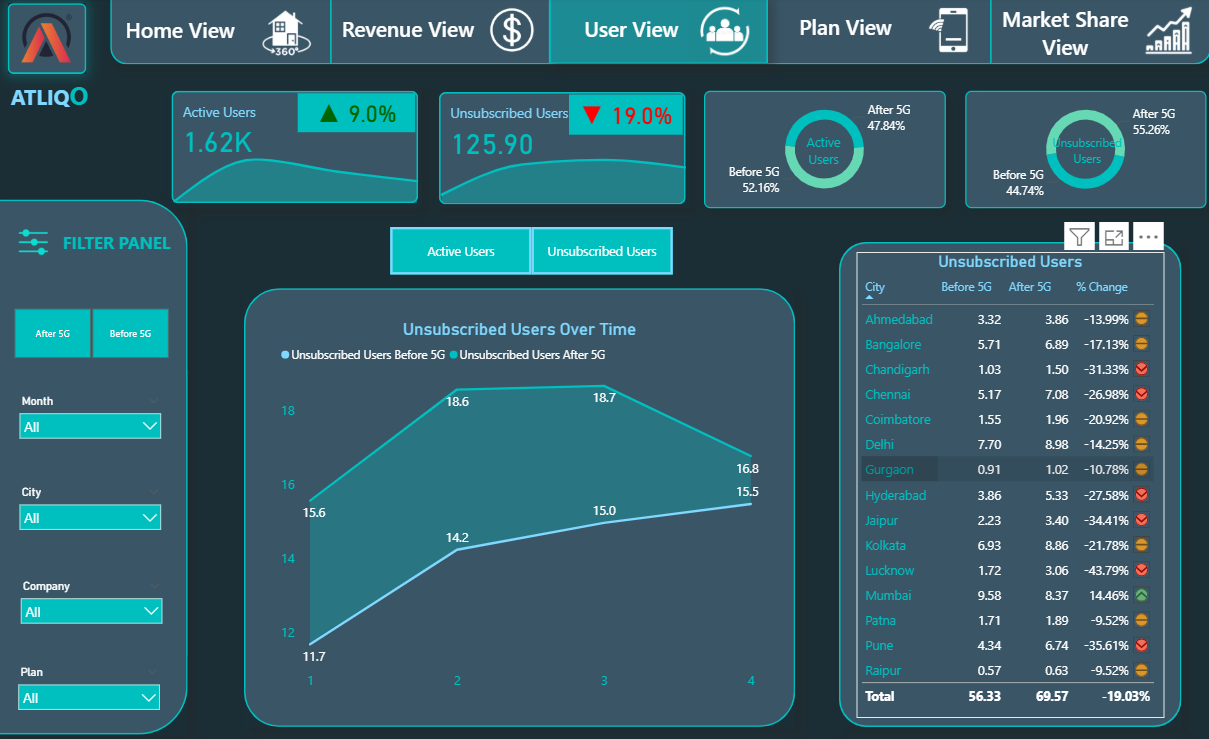 Home View
360°
Revenue View
$
User View
Plan View
Market Share
View
ATLIQO
Active Users
▲ 9.0%
1.62K
Unsubscribed Users
▼ 19.0%
125.90
After 5G
47.84%
Active
Users
Before 5G
52.16%
After 5G
55.26%
Unsubscribed
Users
Before 5G
44.74%
FILTER PANEL
After 5G
Before 5G
Month
All
City
All
Company
All
Plan
All
Active Users
Unsubscribed Users
Unsubscribed Users Over Time
Unsubscribed Users Before 5G Unsubscribed Users After 5G
18
16
14
12
18.6
18.7
16.8
15.6
15.5
15.0
14.2
11.7
1 2 3 4
Unsubscribed Users
City Before 5G After 5G % Change
Ahmedabad 3.32 3.86 -13.99%
Bangalore 5.71 6.89 -17.13%
Chandigarh 1.03 1.50 -31.33%
Chennai 5.17 7.08 -26.98%
Coimbatore 1.55 1.96 -20.92%
Delhi 7.70 8.98 -14.25%
Gurgaon 0.91 1.02 -10.78%
Hyderabad 3.86 5.33 -27.58%
Jaipur 2.23 3.40 -34.41%
Kolkata 6.93 8.86 -21.78%
Lucknow 1.72 3.06 -43.79%
Mumbai 9.58 8.37 14.46%
Patna 1.71 1.89 -9.52%
Pune 4.34 6.74 -35.61%
Raipur 0.57 0.63 -9.52%
Total 56.33 69.57 -19.03%